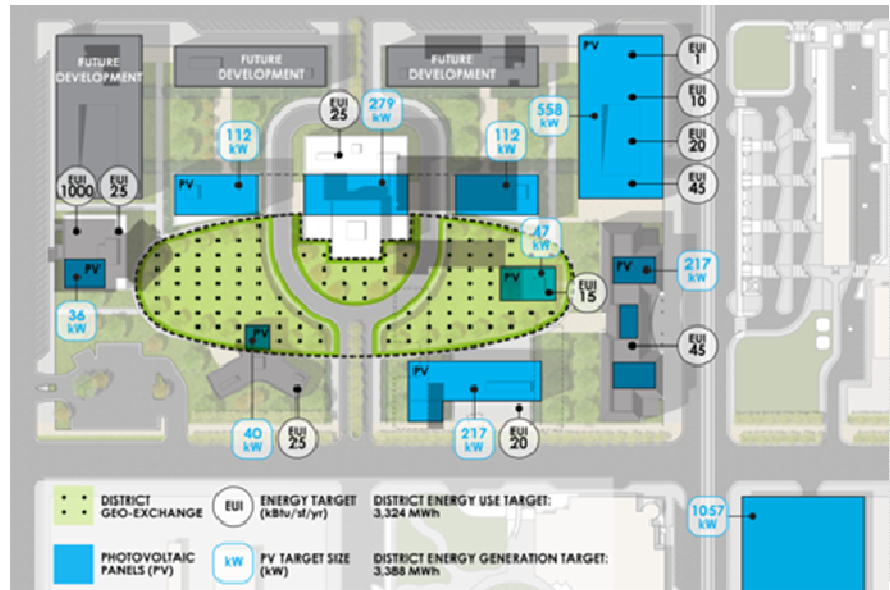 FUTURE
DEVELOPMENT
FUTURE
DEVELOPMENT
FUTURE
DEVELOPMENT
PV
EUI
1
EUI
10
EUI
20
EUI
45
558
kW
EUI
25
279
kW
112
kW
112
kW
PV
EUI
1000
EUI
25
PV
36
kW
47
kW
PV
EUI
15
PV
217
kW
EUI
45
PV
40
kW
EUI
25
PV
217
kW
EUI
20
1057
kW
DISTRICT
GEO-EXCHANGE
EUI
ENERGY TARGET
(kBtu/sf/yr)
DISTRICT ENERGY USE TARGET:
3,324 MWh
PHOTOVOLTAIC
PANELS (PV)
kW
PV TARGET SIZE
(kW)
DISTRICT ENERGY GENERATION TARGET:
3,388 MWh